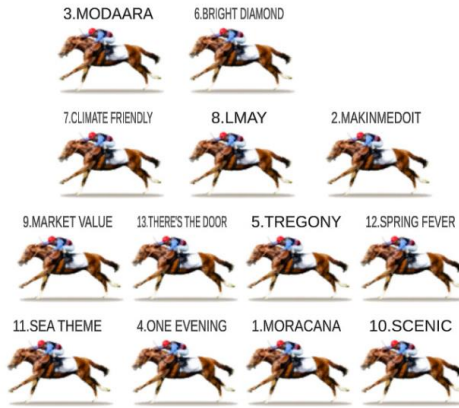 3.MODAARA 6.BRIGHT DIAMOND
7.CLIMATE FRIENDLY 8.LMAY 2.MAKINMEDOIT
9.MARKET VALUE 13.THERE'S THE DOOR 5.TREGONY 12.SPRING FEVER
11.SEA THEME 4.ONE EVENING 1.MORACANA 10.SCENIC